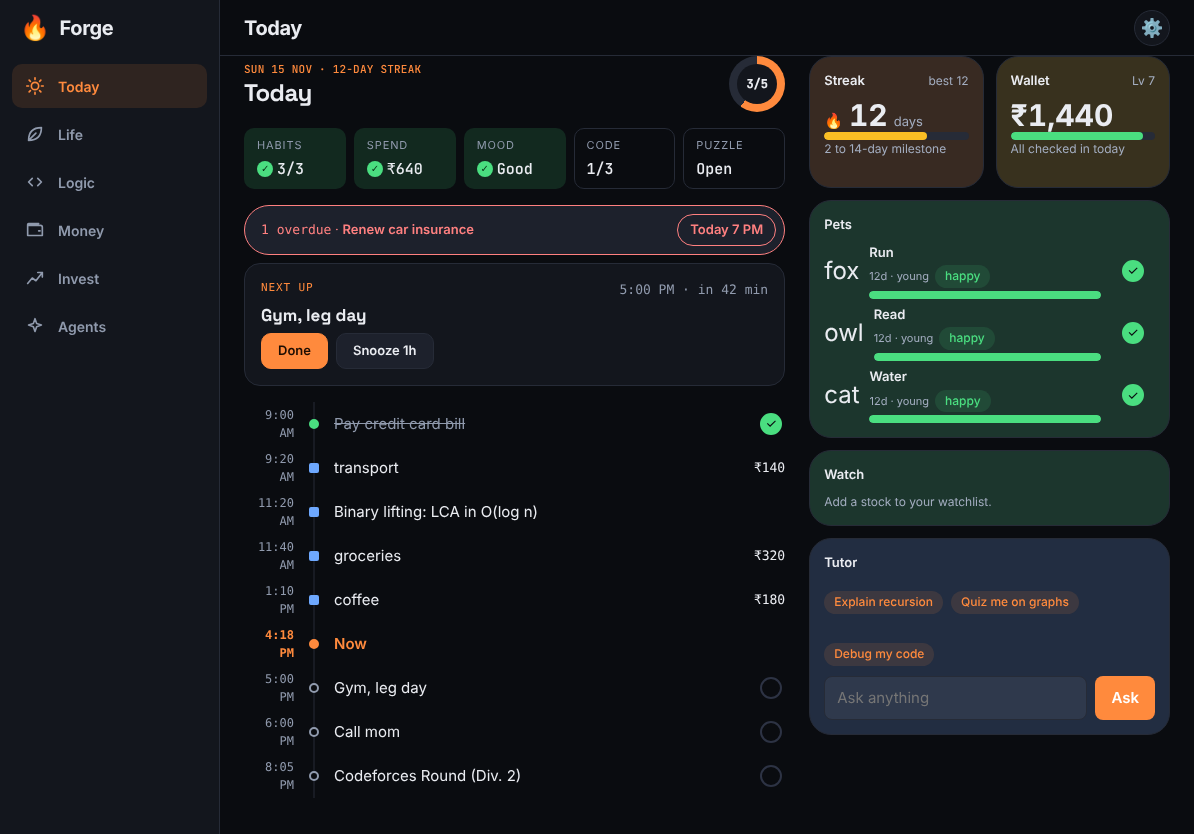 Forge
Today
Life
Logic
Money
Invest
Agents
Today
SUN 15 NOV · 12-DAY STREAK
Today
3/5
HABITS
3/3
SPEND
₹640
MOOD
Good
CODE
1/3
PUZZLE
Open
1 overdue · Renew car insurance
Today 7 PM
NEXT UP
5:00 PM · in 42 min
Gym, leg day
Done
Snooze 1h
9:00 AM
Pay credit card bill
9:20 AM
transport
₹140
11:20 AM
Binary lifting: LCA in O(log n)
11:40 AM
groceries
₹320
1:10 PM
coffee
₹180
4:18 PM
Now
5:00 PM
Gym, leg day
6:00 PM
Call mom
8:05 PM
Codeforces Round (Div. 2)
Streak
best 12
12 days
2 to 14-day milestone
Wallet
Lv 7
₹1,440
All checked in today
Pets
fox
Run
12d · young
happy
owl
Read
12d · young
happy
cat
Water
12d · young
happy
Watch
Add a stock to your watchlist.
Tutor
Explain recursion
Quiz me on graphs
Debug my code
Ask anything
Ask